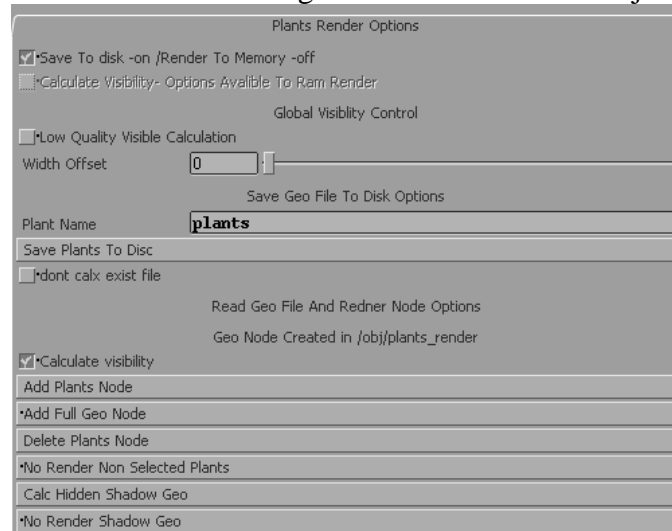 Plants Render Options
Save To disk -on /Render To Memory -off
Calculate Visibility- Options Avalible To Ram Render
Global Visiblity Control
Low Quality Visible Calculation
Width Offset 0
Save Geo File To Disk Options
Plant Name plants
Save Plants To Disc
dont calx exist file
Read Geo File And Redner Node Options
Geo Node Created in /obj/plants_render
Calculate visibility
Add Plants Node
Add Full Geo Node
Delete Plants Node
No Render Non Selected Plants
Calc Hidden Shadow Geo
No Render Shadow Geo